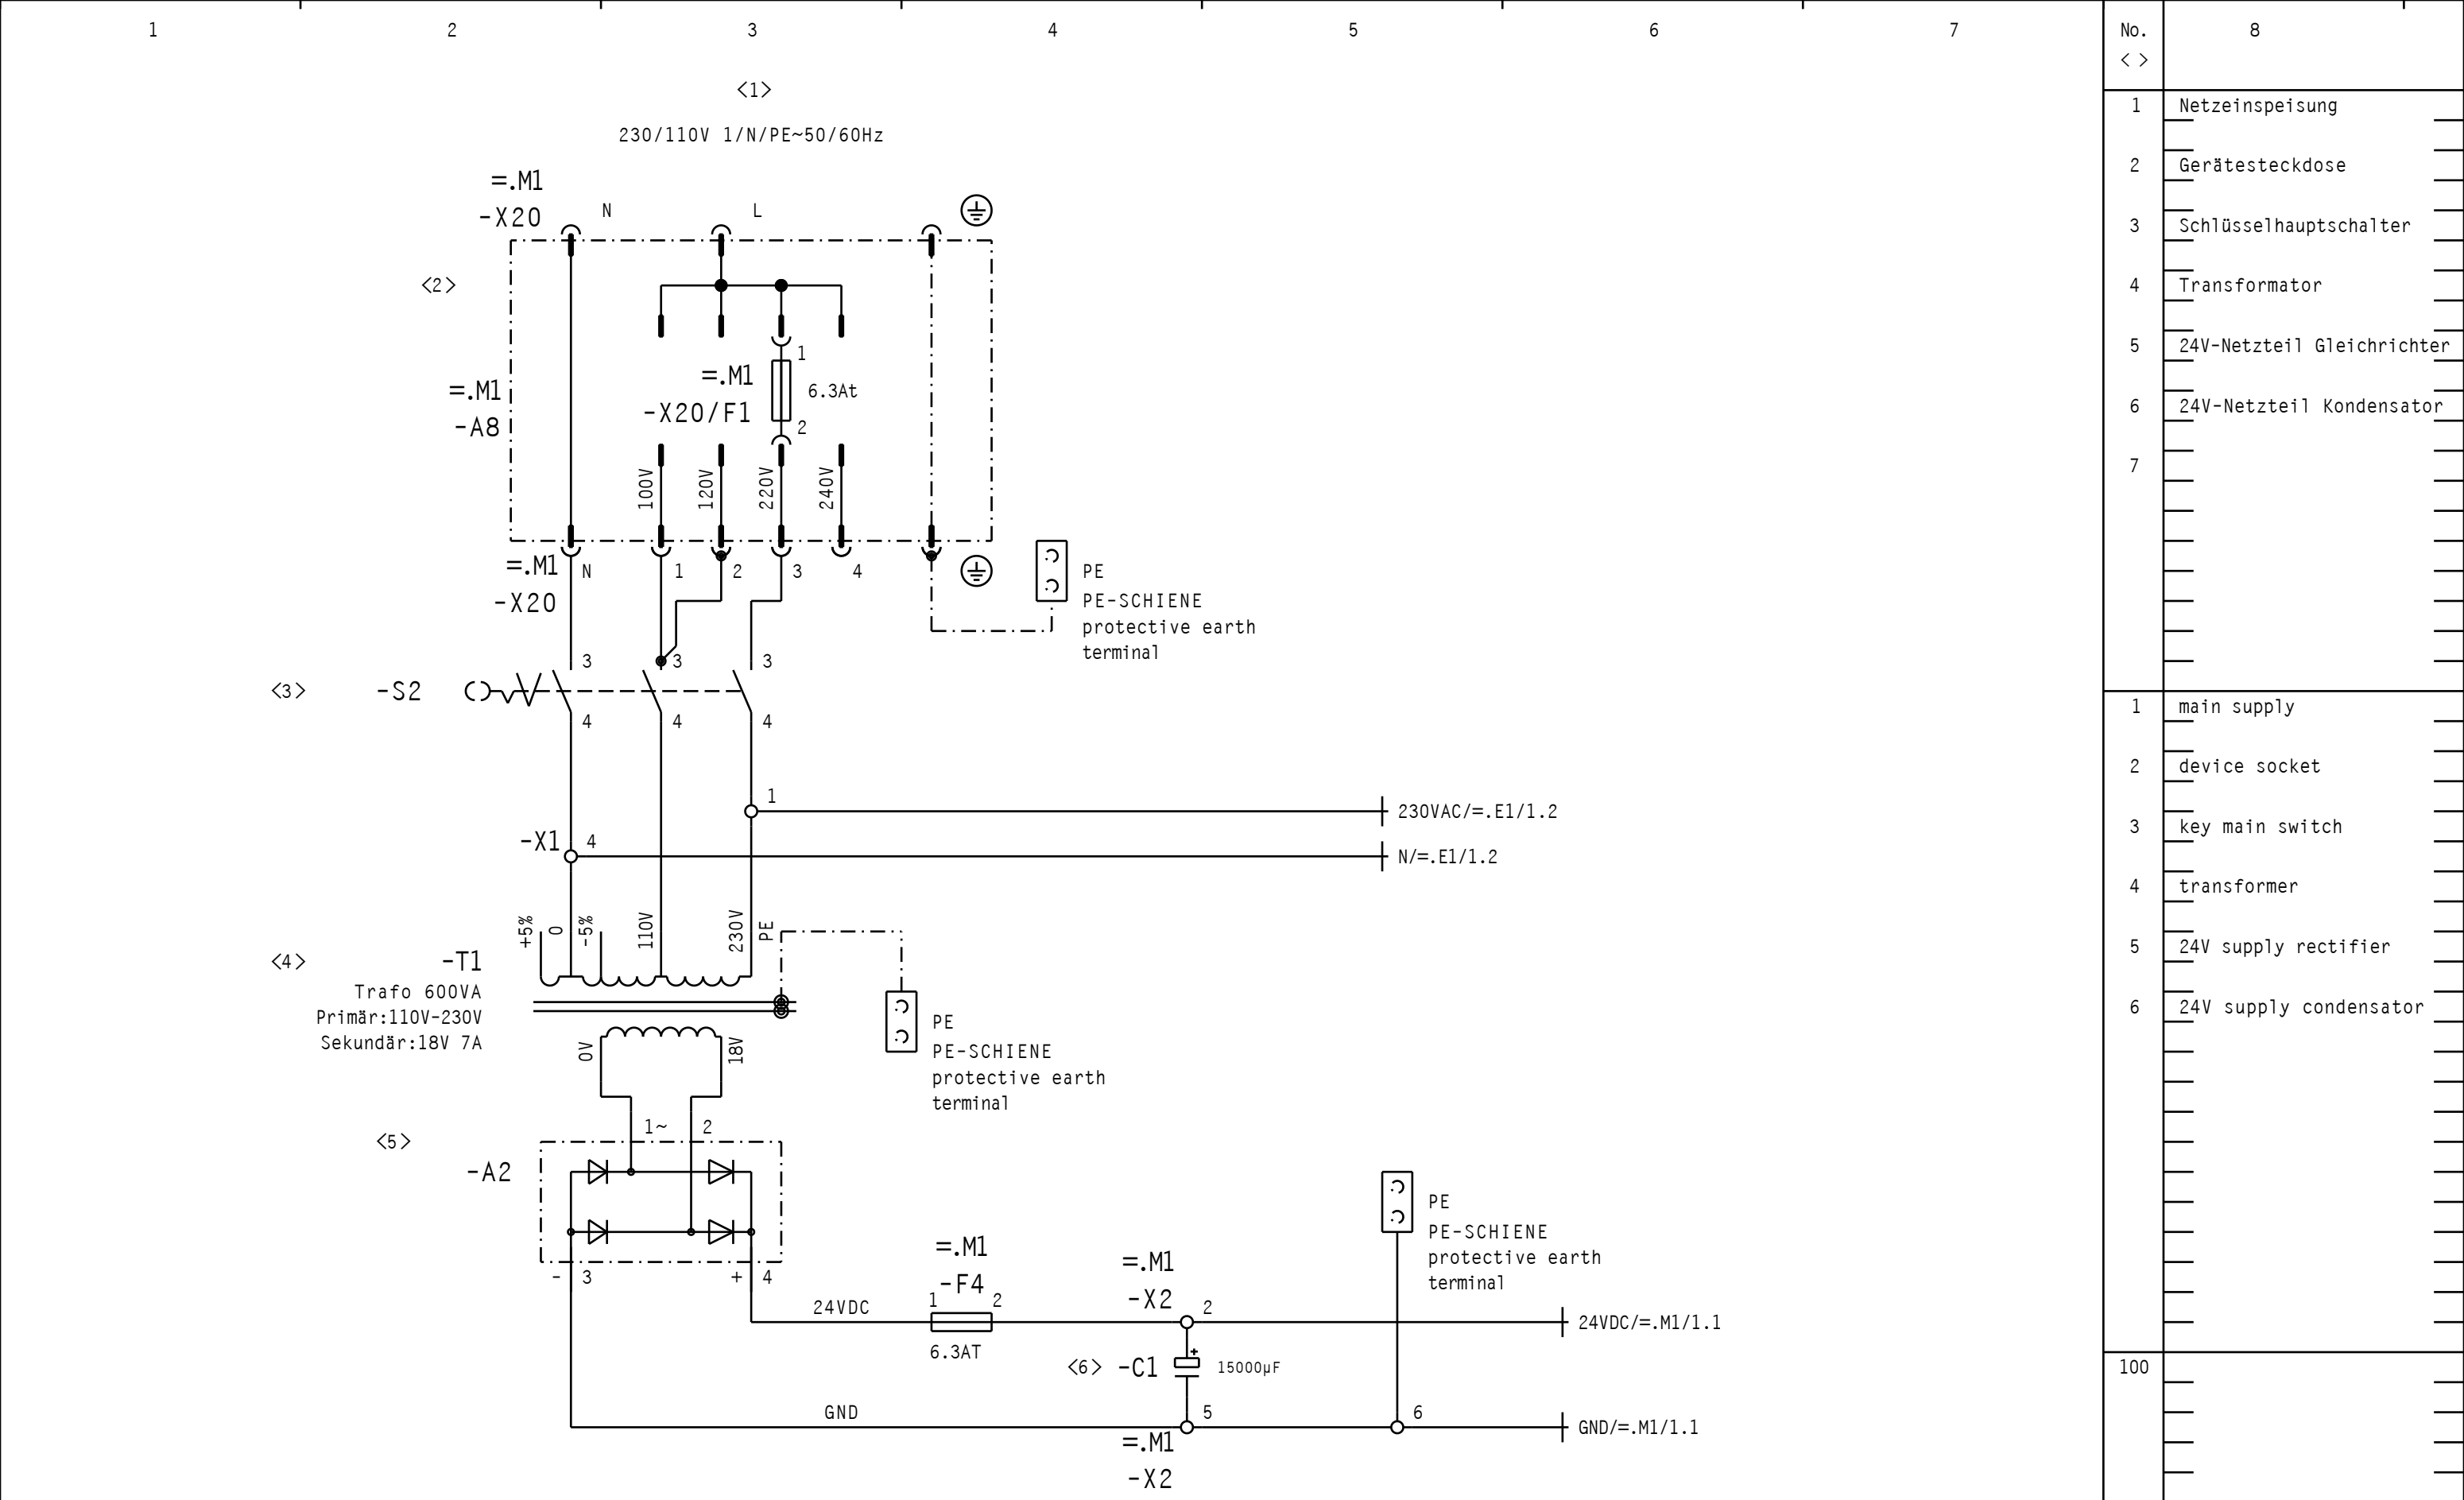 1 2 3 4 5 6 7 No. 8
< >
<1>
230/110V 1/N/PE~50/60Hz
=.M1
-X20
N L
<2>
=.M1
-A8
=.M1
-X20/F1
1
6.3At
2
100V 120V 220V 240V
=.M1
-X20
N 1 2 3 4
PE
PE-SCHIENE
protective earth
terminal
3 3 3
<3> -S2
4 4 4
1
230VAC/=.E1/1.2
-X1 4
N/=.E1/1.2
+5% 0 -5% 110V 230V PE
<4> -T1
Trafo 600VA
Primär:110V-230V
Sekundär:18V 7A
0V 18V
PE
PE-SCHIENE
protective earth
terminal
1~ 2
<5>
-A2
- 3 + 4
PE
PE-SCHIENE
protective earth
terminal
=.M1
-F4
1 2
24VDC
6.3AT
=.M1
-X2
2
24VDC/=.M1/1.1
<6> -C1 + 15000µF
GND
5 6
GND/=.M1/1.1
=.M1
-X2
1 Netzeinspeisung
2 Gerätesteckdose
3 Schlüsselhauptschalter
4 Transformator
5 24V-Netzteil Gleichrichter
6 24V-Netzteil Kondensator
7
1 main supply
2 device socket
3 key main switch
4 transformer
5 24V supply rectifier
6 24V supply condensator
100